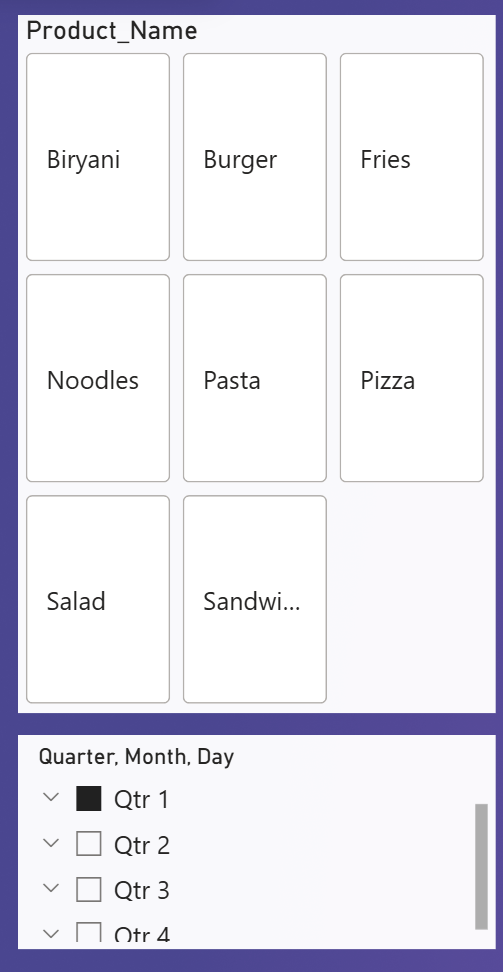 Product_Name
Biryani Burger Fries
Noodles Pasta Pizza
Salad Sandwi...
Quarter, Month, Day
Qtr 1
Qtr 2
Qtr 3
Qtr 4